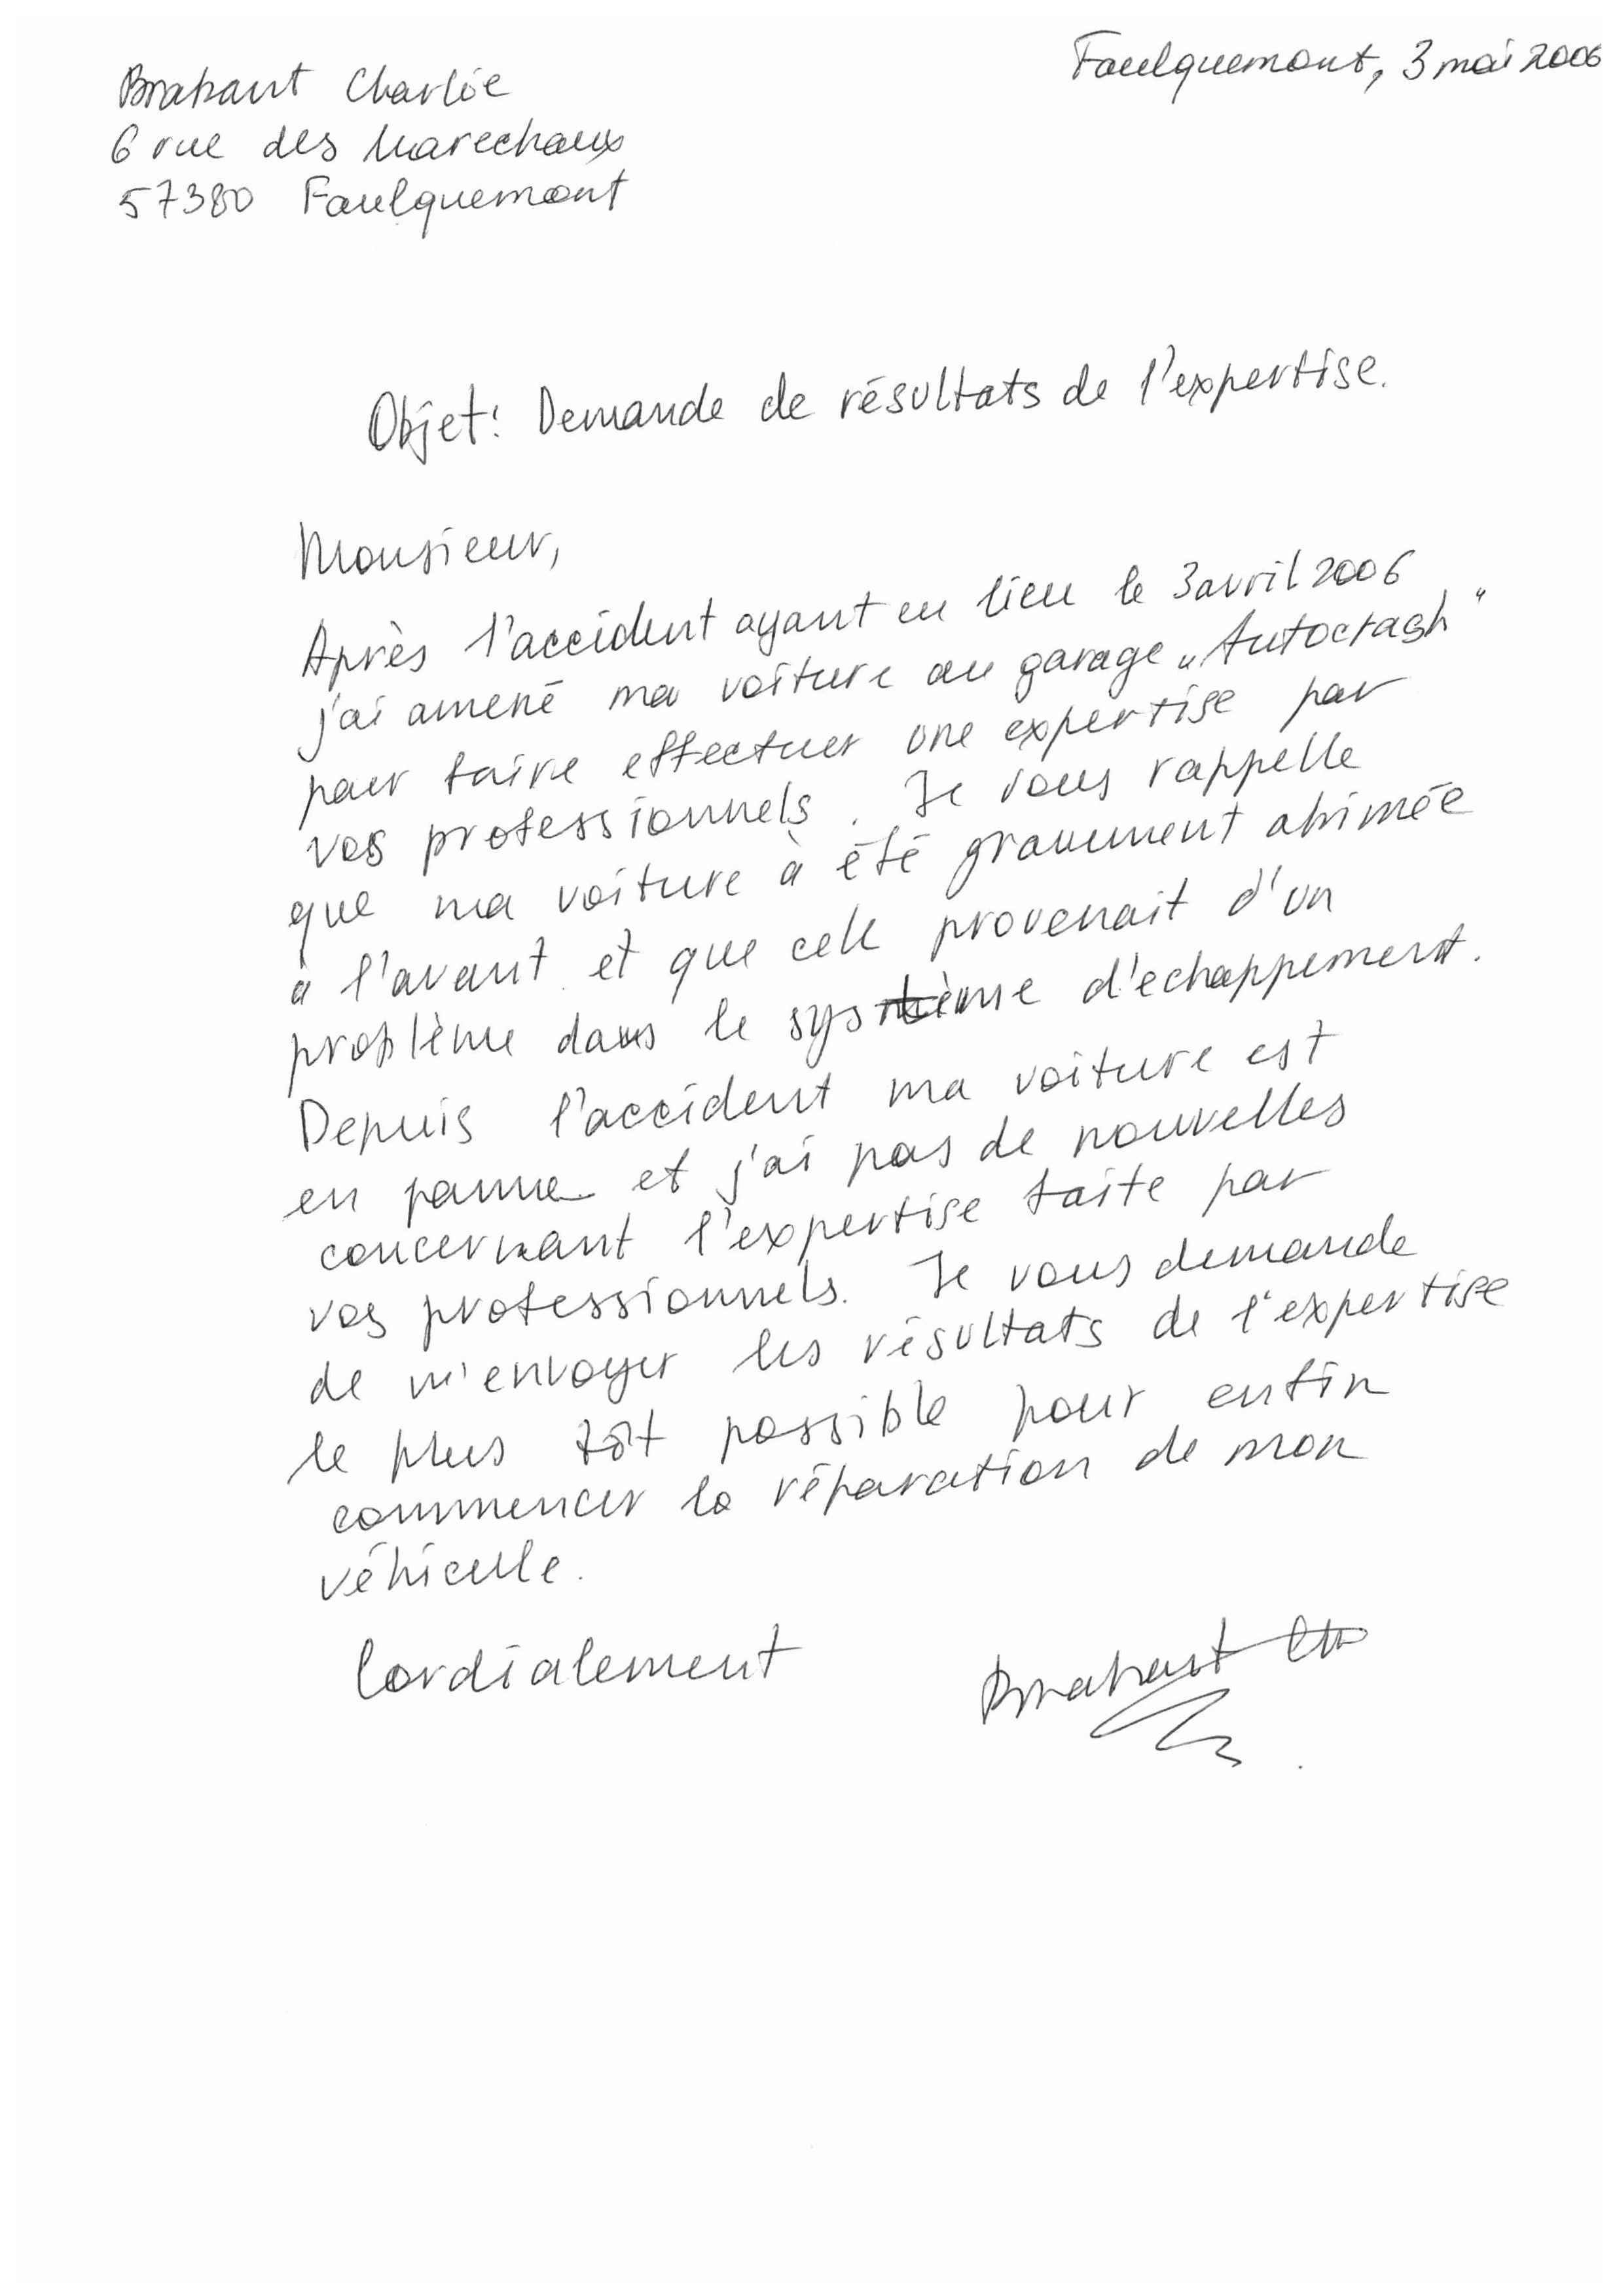 Faulquemont, 3 mai 2006
Brabant Charlie
6 rue des Marechaux
57380 Faulquemont
Objet: Demande de résultats de l'expertise.
Monsieur,
Après l'accident ayant eu lieu le 3 avril 2006
j'ai amené ma voiture au garage „Autocrash"
pour faire effectuer une expertise par
vos professionnels. Je vous rappelle
que ma voiture à été gravement abimée
à l'avant et que cela provenait d'un
problème dans le système d'echappement.
Depuis l'accident ma voiture est
en panne et j'ai pas de nouvelles
concernant l'expertise faite par
vos professionnels. Je vous demande
de m'envoyer les résultats de l'expertise
le plus tôt possible pour enfin
commencer la réparation de mon
véhiculle.
Cordialement
Brabant Ch